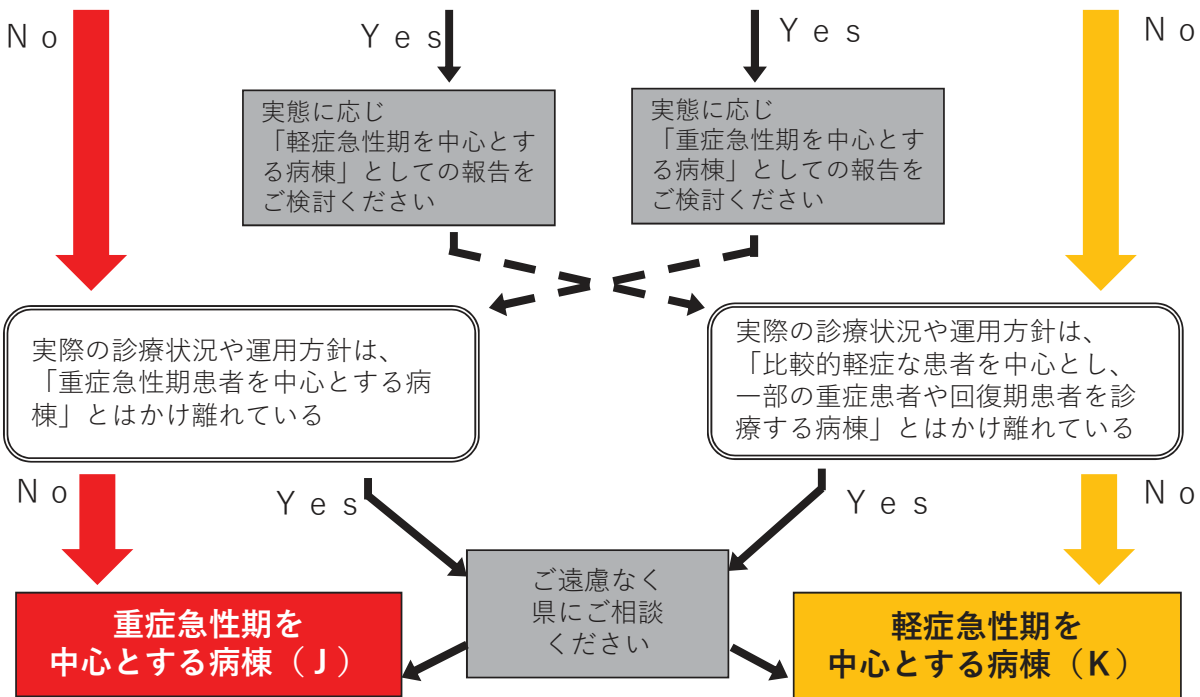 No
Yes
Yes
No
実態に応じ
「軽症急性期を中心とす
る病棟」としての報告を
ご検討ください
実態に応じ
「重症急性期を中心とす
る病棟」としての報告を
ご検討ください
実際の診療状況や運用方針は、
「重症急性期患者を中心とする病
棟」とはかけ離れている
実際の診療状況や運用方針は、
「比較的軽症な患者を中心とし、
一部の重症患者や回復期患者を診
療する病棟」とはかけ離れている
No
Yes
Yes
No
ご遠慮なく
県にご相談
ください
重症急性期を
中心とする病棟（J）
軽症急性期を
中心とする病棟（K）